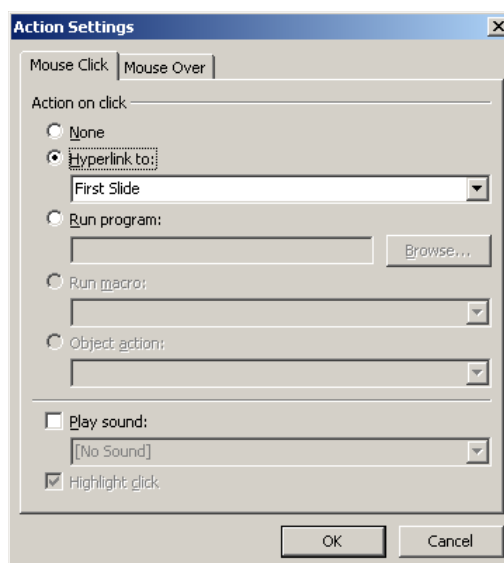 Action Settings
Mouse Click
Mouse Over
Action on click
None
Hyperlink to:
First Slide
Run program:
Browse...
Run macro:
Object action:
Play sound:
[No Sound]
Highlight click
OK
Cancel